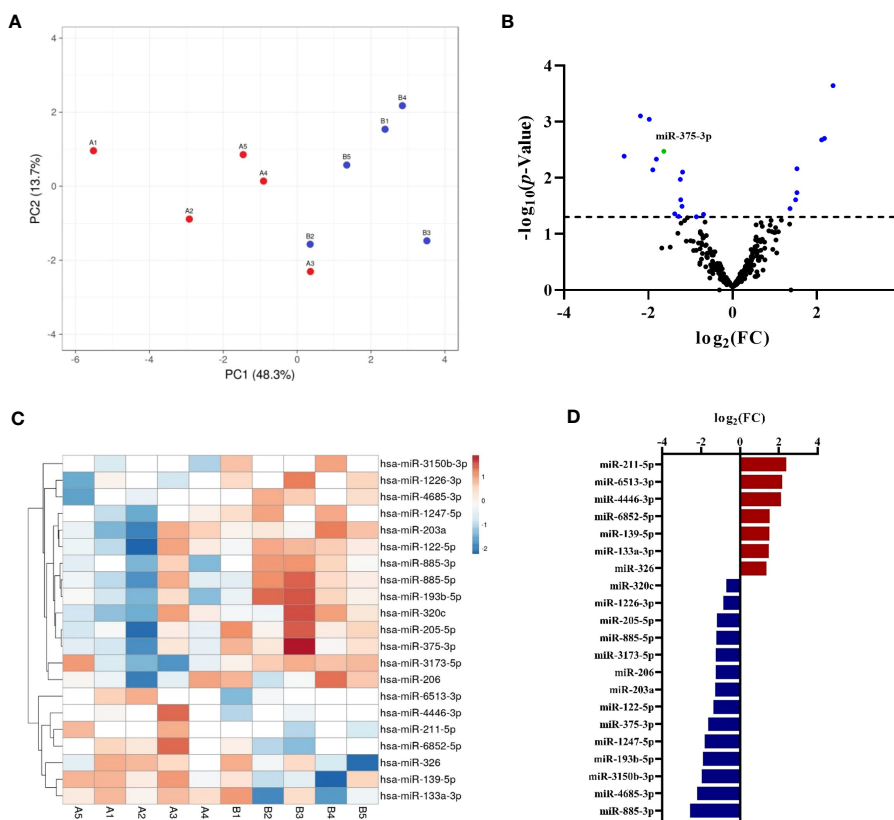 A
4
2
0
-2
-4
-6
-4
-2
0
2
4
PC2 (13.7%)
PC1 (48.3%)
A1
A2
A5
A4
A3
B2
B5
B1
B4
B3
B
4
3
2
1
0
-4
-2
0
2
-log10(p-Value)
log2(FC)
miR-375-3p
C
hsa-miR-3150b-3p
hsa-miR-1226-3p
hsa-miR-4685-3p
hsa-miR-1247-5p
hsa-miR-203a
hsa-miR-122-5p
hsa-miR-885-3p
hsa-miR-885-5p
hsa-miR-193b-5p
hsa-miR-320c
hsa-miR-205-5p
hsa-miR-375-3p
hsa-miR-3173-5p
hsa-miR-206
hsa-miR-6513-3p
hsa-miR-4446-3p
hsa-miR-211-5p
hsa-miR-6852-5p
hsa-miR-326
hsa-miR-139-5p
hsa-miR-133a-3p
A5
A1
A2
A3
A4
B1
B2
B3
B4
B5
1
0
-1
-2
D
log2(FC)
-4
-2
0
2
4
miR-211-5p
miR-6513-3p
miR-4446-3p
miR-6852-5p
miR-139-5p
miR-133a-3p
miR-326
miR-320c
miR-1226-3p
miR-205-5p
miR-885-5p
miR-3173-5p
miR-206
miR-203a
miR-122-5p
miR-375-3p
miR-1247-5p
miR-193b-5p
miR-3150b-3p
miR-4685-3p
miR-885-3p